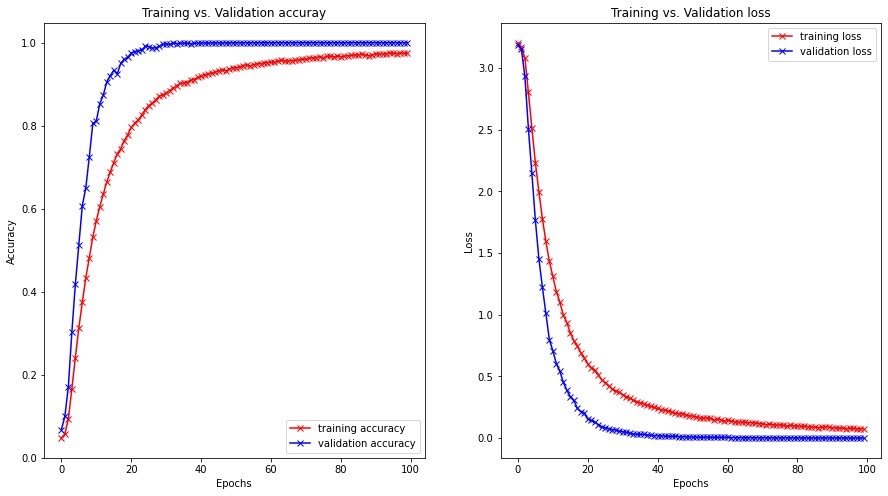 Training vs. Validation accuray
Accuracy
1.0
0.8
0.6
0.4
0.2
0.0
0
20
40
60
80
100
Epochs
training accuracy
validation accuracy
Training vs. Validation loss
Loss
3.0
2.5
2.0
1.5
1.0
0.5
0.0
0
20
40
60
80
100
Epochs
training loss
validation loss